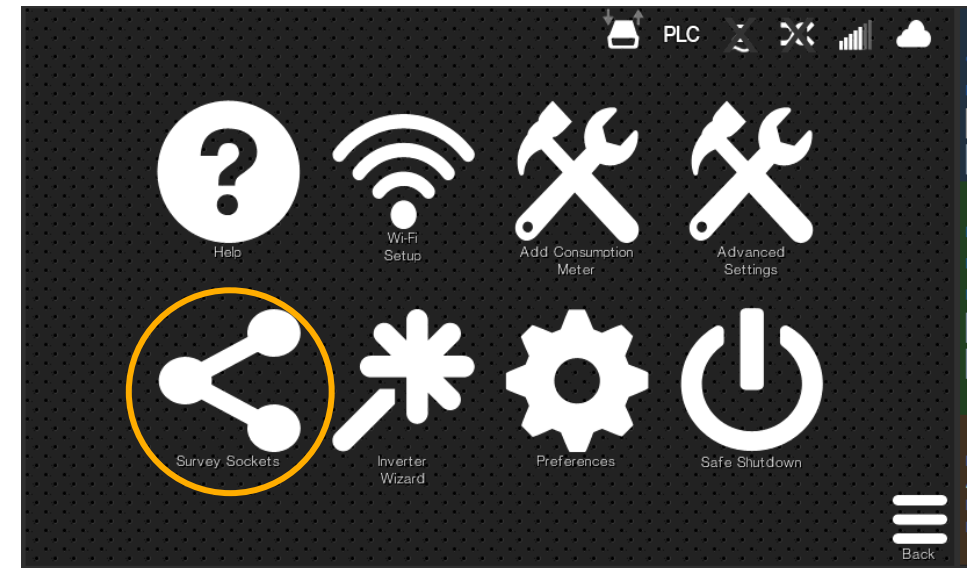 PLC
?
Help
Wi-Fi
Setup
Add Consumption
Meter
Advanced
Settings
Survey Sockets
Inverter
Wizard
Preferences
Safe Shutdown
Back